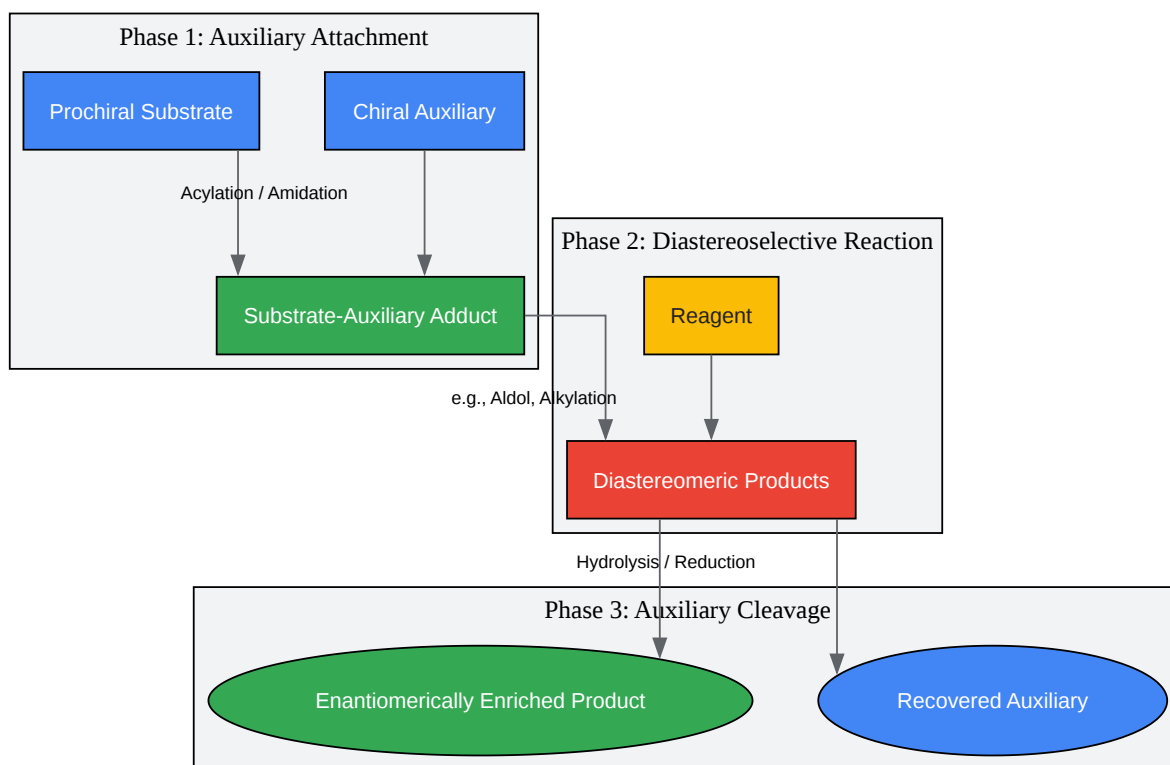 Phase 1: Auxiliary Attachment
Prochiral Substrate
Chiral Auxiliary
Acylation / Amidation
Substrate-Auxiliary Adduct
Phase 2: Diastereoselective Reaction
Reagent
e.g., Aldol, Alkylation
Diastereomeric Products
Hydrolysis / Reduction
Phase 3: Auxiliary Cleavage
Enantiomerically Enriched Product
Recovered Auxiliary